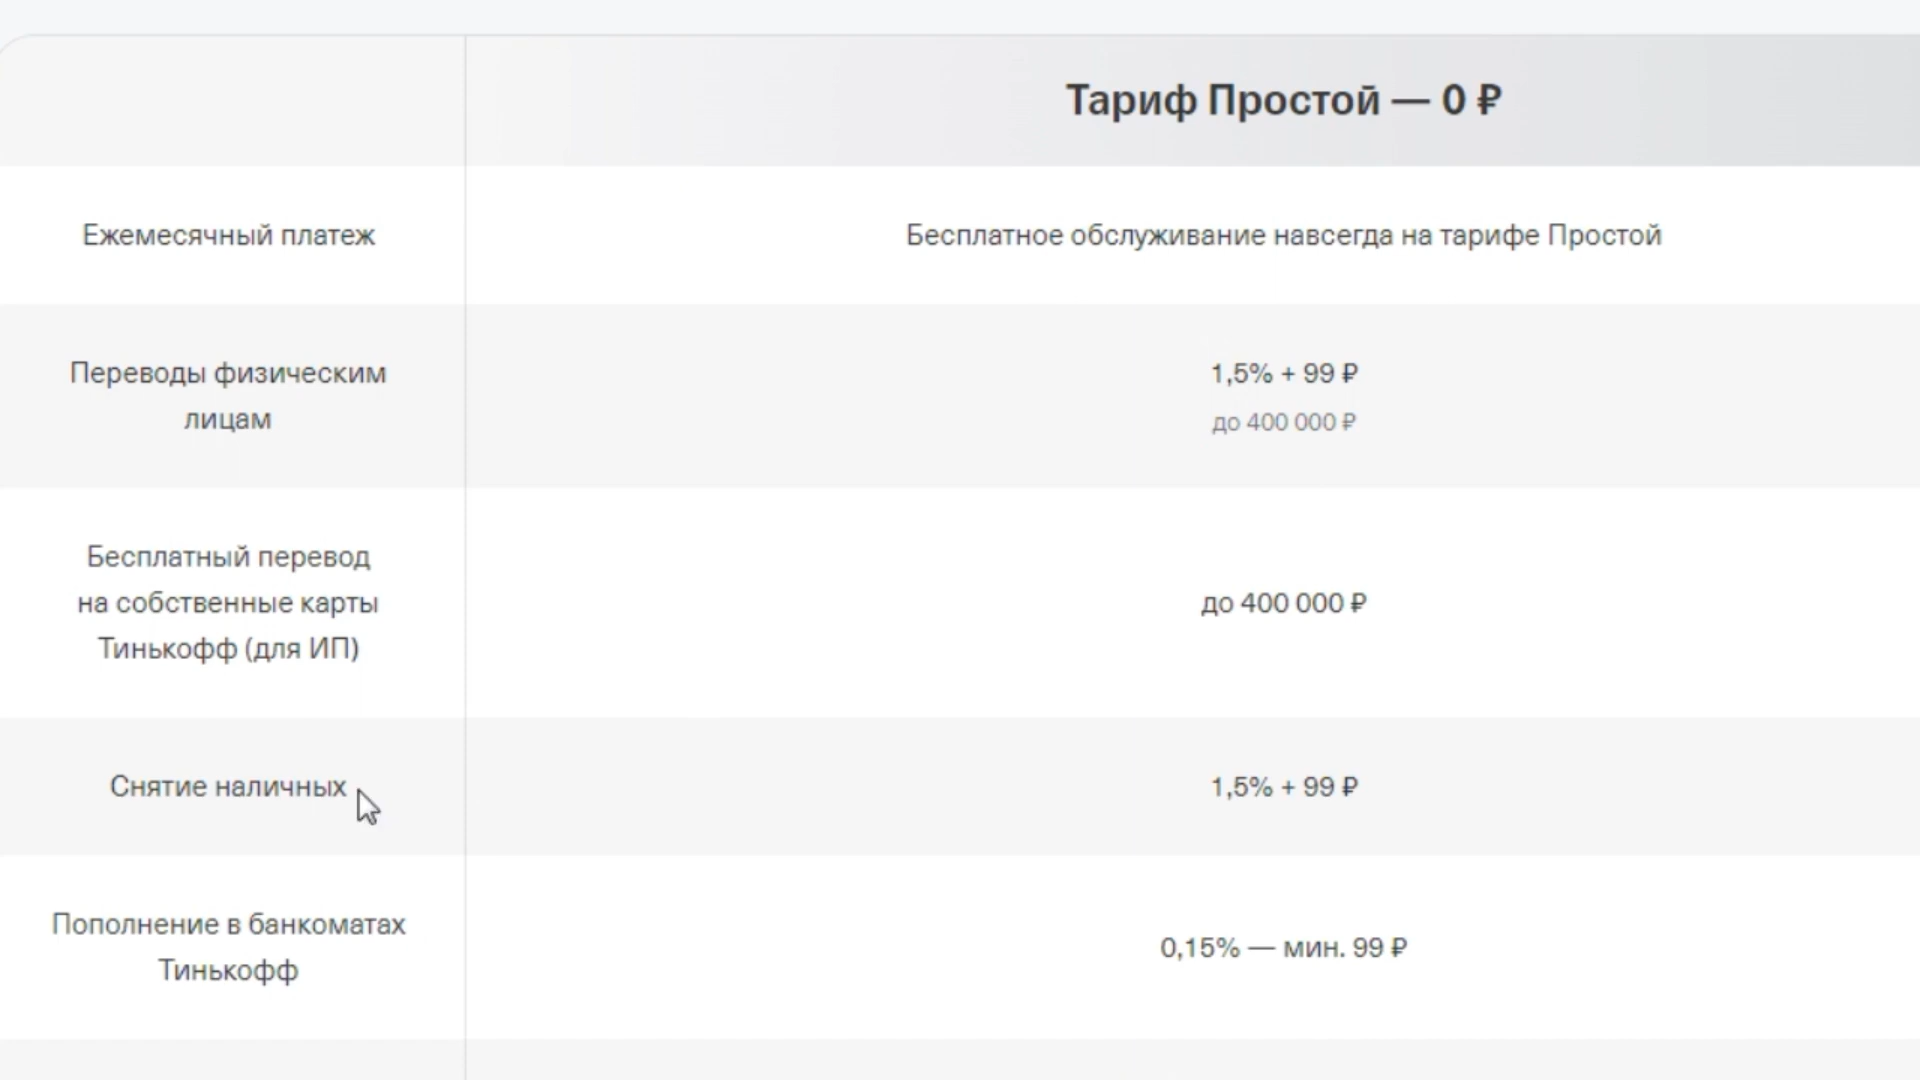 Тариф Простой — 0 ₽
Ежемесячный платеж
Бесплатное обслуживание навсегда на тарифе Простой
Переводы физическим
лицам
1,5% + 99 ₽
до 400 000 ₽
Бесплатный перевод
на собственные карты
Тинькофф (для ИП)
до 400 000 ₽
Снятие наличных
1,5% + 99 ₽
Пополнение в банкоматах
Тинькофф
0,15% — мин. 99 ₽